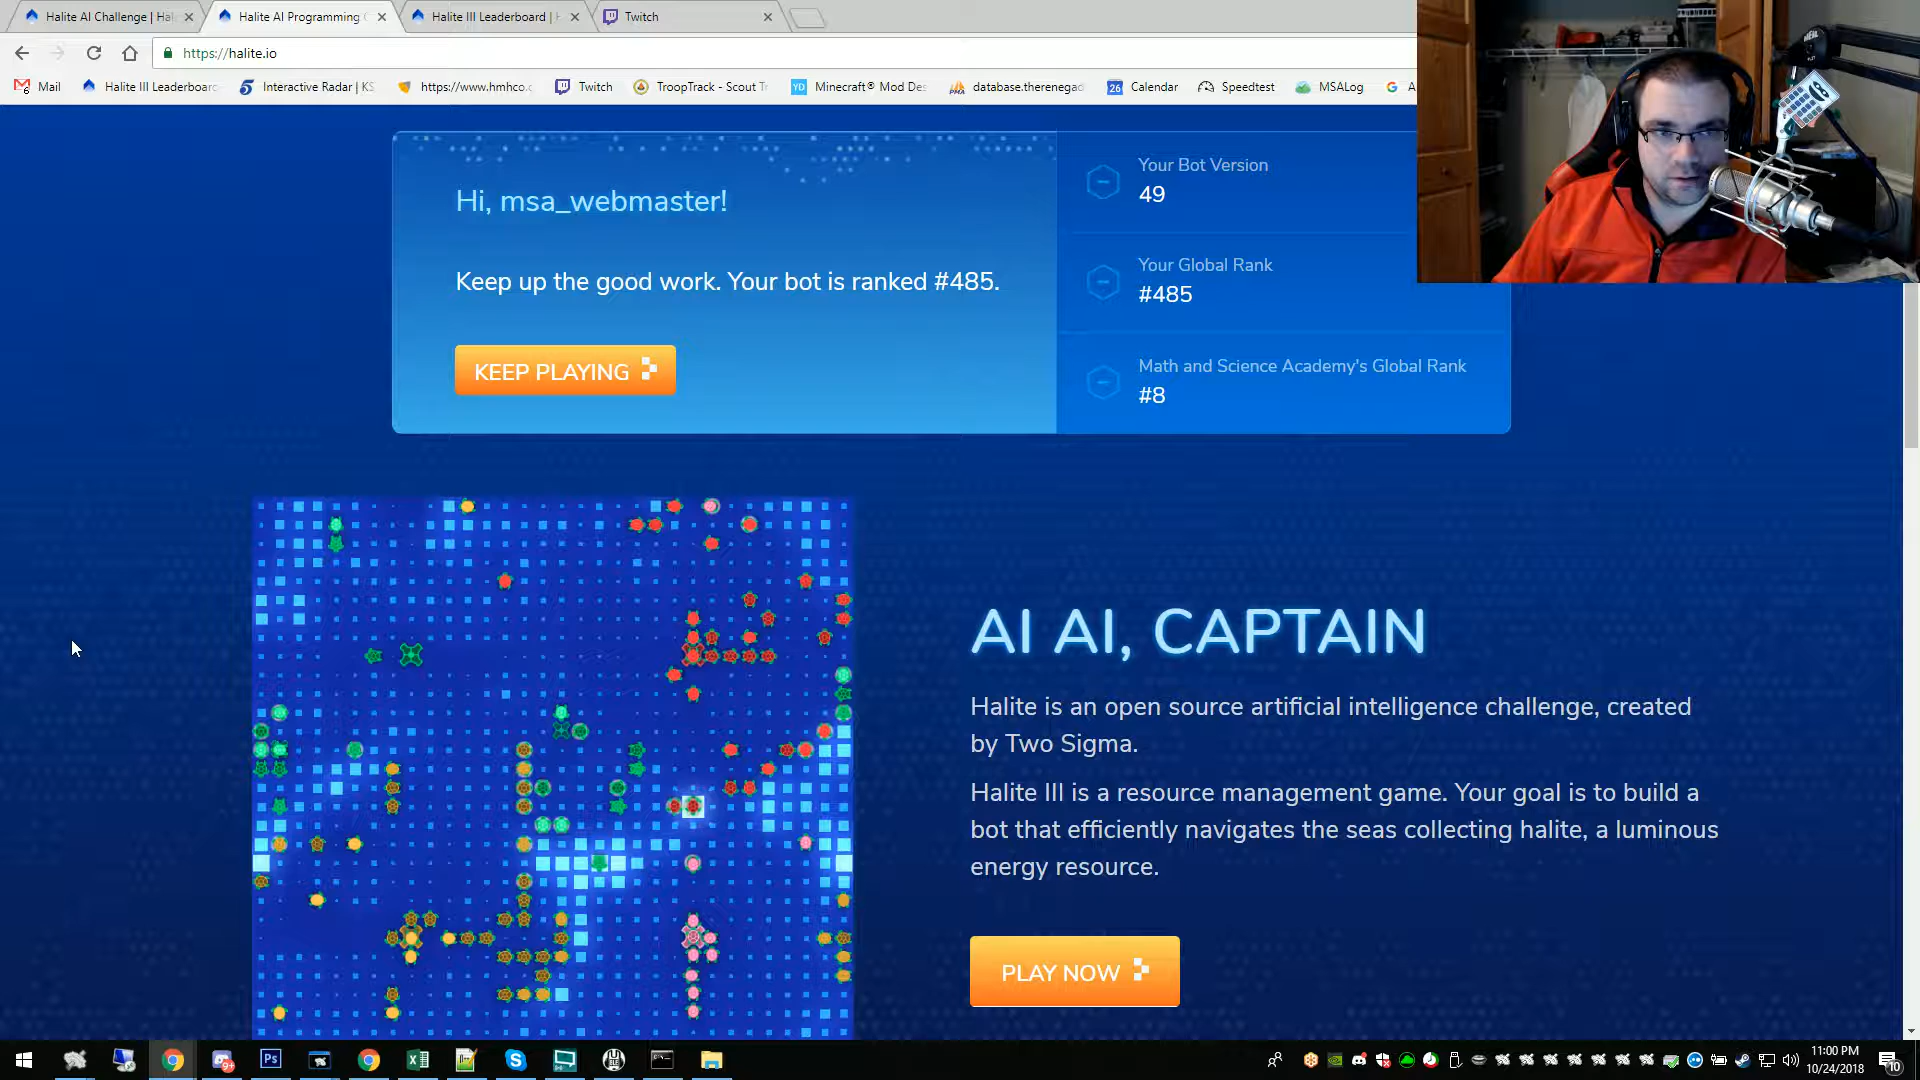 Halite AI Challenge | Hal
Halite AI Programming C
Halite III Leaderboard | H
Twitch
https://halite.io
Mail
Halite III Leaderboard
Interactive Radar | KS
https://www.hmhco.c
Twitch
TroopTrack - Scout Tr
Minecraft® Mod Des
database.therenegad
26
Calendar
Speedtest
MSALog
G A
Hi, msa_webmaster!
Keep up the good work. Your bot is ranked #485.
KEEP PLAYING
Your Bot Version
49
Your Global Rank
#485
Math and Science Academy's Global Rank
#8
AI AI, CAPTAIN
Halite is an open source artificial intelligence challenge, created
by Two Sigma.
Halite III is a resource management game. Your goal is to build a
bot that efficiently navigates the seas collecting halite, a luminous
energy resource.
PLAY NOW
Ps
11:00 PM
10/24/2018
10